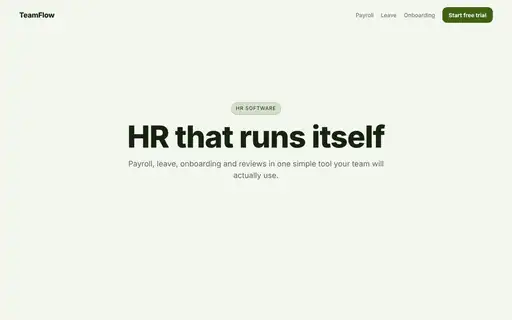 TeamFlow
Payroll Leave Onboarding Start free trial
HR SOFTWARE
HR that runs itself
Payroll, leave, onboarding and reviews in one simple tool your team will
actually use.